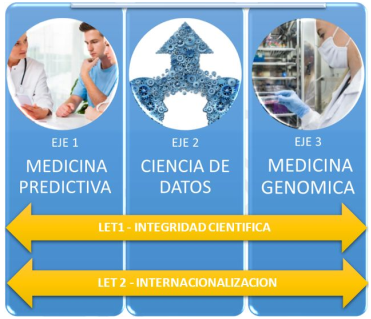 EJE 1
MEDICINA
PREDICTIVA
EJE 2
CIENCIA DE
DATOS
EJE 3
MEDICINA
GENOMICA
LET1 - INTEGRIDAD CIENTIFICA
LET 2 - INTERNACIONALIZACION